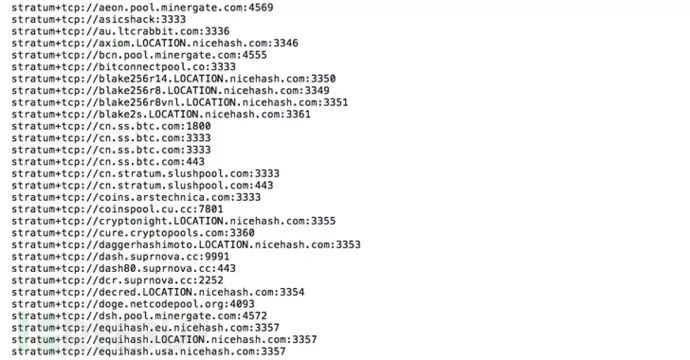 stratum+tcp://aeon.pool.minergate.com:4569
stratum+tcp://asicshack:3333
stratum+tcp://au.ltcrabbit.com:3336
stratum+tcp://axiom.LOCATION.nicehash.com:3346
stratum+tcp://bcn.pool.minergate.com:4555
stratum+tcp://bitconnectpool.co:3333
stratum+tcp://blake256r14.LOCATION.nicehash.com:3350
stratum+tcp://blake256r8.LOCATION.nicehash.com:3349
stratum+tcp://blake256r8vnl.LOCATION.nicehash.com:3351
stratum+tcp://blake2s.LOCATION.nicehash.com:3361
stratum+tcp://cn.ss.btc.com:1800
stratum+tcp://cn.ss.btc.com:3333
stratum+tcp://cn.ss.btc.com:3333
stratum+tcp://cn.ss.btc.com:443
stratum+tcp://cn.stratum.slushpool.com:3333
stratum+tcp://cn.stratum.slushpool.com:443
stratum+tcp://coins.arstechnica.com:3333
stratum+tcp://coinspool.cu.cc:7801
stratum+tcp://cryptonight.LOCATION.nicehash.com:3355
stratum+tcp://cure.cryptopools.com:3360
stratum+tcp://daggerhashimoto.LOCATION.nicehash.com:3353
stratum+tcp://dash.suprnova.cc:9991
stratum+tcp://dash80.suprnova.cc:443
stratum+tcp://dcr.suprnova.cc:2252
stratum+tcp://decred.LOCATION.nicehash.com:3354
stratum+tcp://doge.netcodepool.org:4093
stratum+tcp://dsh.pool.minergate.com:4572
stratum+tcp://equihash.eu.nicehash.com:3357
stratum+tcp://equihash.LOCATION.nicehash.com:3357
stratum+tcp://equihash.usa.nicehash.com:3357